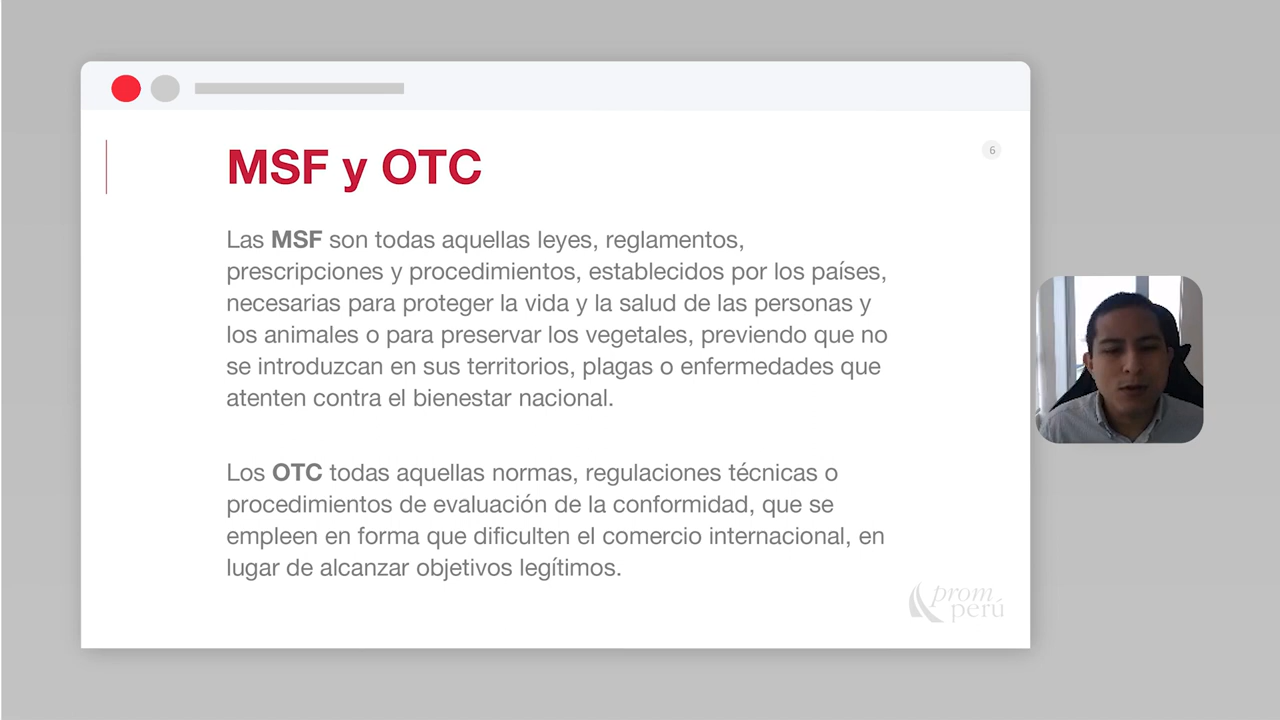 MSF y OTC
6
Las MSF son todas aquellas leyes, reglamentos,
prescripciones y procedimientos, establecidos por los países,
necesarias para proteger la vida y la salud de las personas y
los animales o para preservar los vegetales, previendo que no
se introduzcan en sus territorios, plagas o enfermedades que
atenten contra el bienestar nacional.
Los OTC todas aquellas normas, regulaciones técnicas o
procedimientos de evaluación de la conformidad, que se
empleen en forma que dificulten el comercio internacional, en
lugar de alcanzar objetivos legítimos.
prom
perú